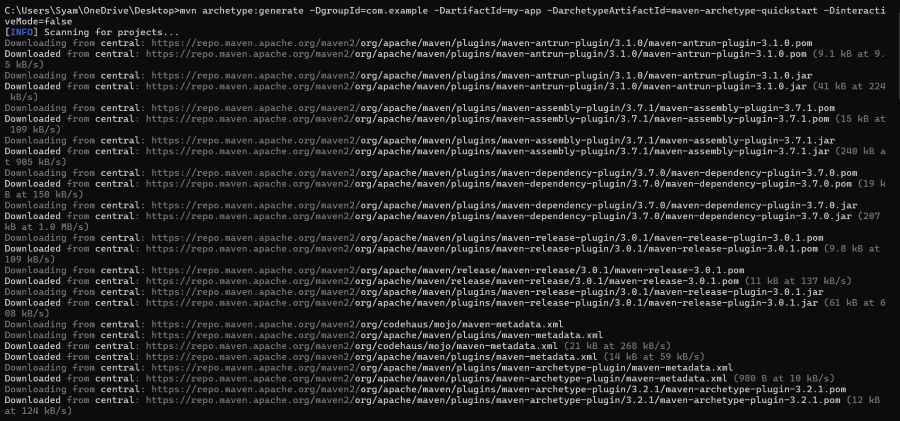 C:\Users\Syam\OneDrive\Desktop>mvn archetype:generate -DgroupId=com.example -DartifactId=my-app -DarchetypeArtifactId=maven-archetype-quickstart -Dinteracti
veMode=false
[INFO] Scanning for projects...
Downloading from central: https://repo.maven.apache.org/maven2/org/apache/maven/plugins/maven-antrun-plugin/3.1.0/maven-antrun-plugin-3.1.0.pom
Downloaded from central: https://repo.maven.apache.org/maven2/org/apache/maven/plugins/maven-antrun-plugin/3.1.0/maven-antrun-plugin-3.1.0.pom (9.1 kB at 9.
5 kB/s)
Downloading from central: https://repo.maven.apache.org/maven2/org/apache/maven/plugins/maven-antrun-plugin/3.1.0/maven-antrun-plugin-3.1.0.jar
Downloaded from central: https://repo.maven.apache.org/maven2/org/apache/maven/plugins/maven-antrun-plugin/3.1.0/maven-antrun-plugin-3.1.0.jar (41 kB at 224
kB/s)
Downloading from central: https://repo.maven.apache.org/maven2/org/apache/maven/plugins/maven-assembly-plugin/3.7.1/maven-assembly-plugin-3.7.1.pom
Downloaded from central: https://repo.maven.apache.org/maven2/org/apache/maven/plugins/maven-assembly-plugin/3.7.1/maven-assembly-plugin-3.7.1.pom (15 kB at
109 kB/s)
Downloading from central: https://repo.maven.apache.org/maven2/org/apache/maven/plugins/maven-assembly-plugin/3.7.1/maven-assembly-plugin-3.7.1.jar
Downloaded from central: https://repo.maven.apache.org/maven2/org/apache/maven/plugins/maven-assembly-plugin/3.7.1/maven-assembly-plugin-3.7.1.jar (240 kB a
t 905 kB/s)
Downloading from central: https://repo.maven.apache.org/maven2/org/apache/maven/plugins/maven-dependency-plugin/3.7.0/maven-dependency-plugin-3.7.0.pom
Downloaded from central: https://repo.maven.apache.org/maven2/org/apache/maven/plugins/maven-dependency-plugin/3.7.0/maven-dependency-plugin-3.7.0.pom (19 k
B at 150 kB/s)
Downloading from central: https://repo.maven.apache.org/maven2/org/apache/maven/plugins/maven-dependency-plugin/3.7.0/maven-dependency-plugin-3.7.0.jar
Downloaded from central: https://repo.maven.apache.org/maven2/org/apache/maven/plugins/maven-dependency-plugin/3.7.0/maven-dependency-plugin-3.7.0.jar (207
kB at 1.0 MB/s)
Downloading from central: https://repo.maven.apache.org/maven2/org/apache/maven/plugins/maven-release-plugin/3.0.1/maven-release-plugin-3.0.1.pom
Downloaded from central: https://repo.maven.apache.org/maven2/org/apache/maven/plugins/maven-release-plugin/3.0.1/maven-release-plugin-3.0.1.pom (9.8 kB at
109 kB/s)
Downloading from central: https://repo.maven.apache.org/maven2/org/apache/maven/release/maven-release/3.0.1/maven-release-3.0.1.pom
Downloaded from central: https://repo.maven.apache.org/maven2/org/apache/maven/release/maven-release/3.0.1/maven-release-3.0.1.pom (11 kB at 137 kB/s)
Downloading from central: https://repo.maven.apache.org/maven2/org/apache/maven/plugins/maven-release-plugin/3.0.1/maven-release-plugin-3.0.1.jar
Downloaded from central: https://repo.maven.apache.org/maven2/org/apache/maven/plugins/maven-release-plugin/3.0.1/maven-release-plugin-3.0.1.jar (61 kB at 6
08 kB/s)
Downloading from central: https://repo.maven.apache.org/maven2/org/codehaus/mojo/maven-metadata.xml
Downloading from central: https://repo.maven.apache.org/maven2/org/apache/maven/plugins/maven-metadata.xml
Downloaded from central: https://repo.maven.apache.org/maven2/org/codehaus/mojo/maven-metadata.xml (21 kB at 268 kB/s)
Downloaded from central: https://repo.maven.apache.org/maven2/org/apache/maven/plugins/maven-metadata.xml (14 kB at 59 kB/s)
Downloading from central: https://repo.maven.apache.org/maven2/org/apache/maven/plugins/maven-archetype-plugin/maven-metadata.xml
Downloaded from central: https://repo.maven.apache.org/maven2/org/apache/maven/plugins/maven-archetype-plugin/maven-metadata.xml (980 B at 10 kB/s)
Downloading from central: https://repo.maven.apache.org/maven2/org/apache/maven/plugins/maven-archetype-plugin/3.2.1/maven-archetype-plugin-3.2.1.pom
Downloaded from central: https://repo.maven.apache.org/maven2/org/apache/maven/plugins/maven-archetype-plugin/3.2.1/maven-archetype-plugin-3.2.1.pom (12 kB
at 124 kB/s)